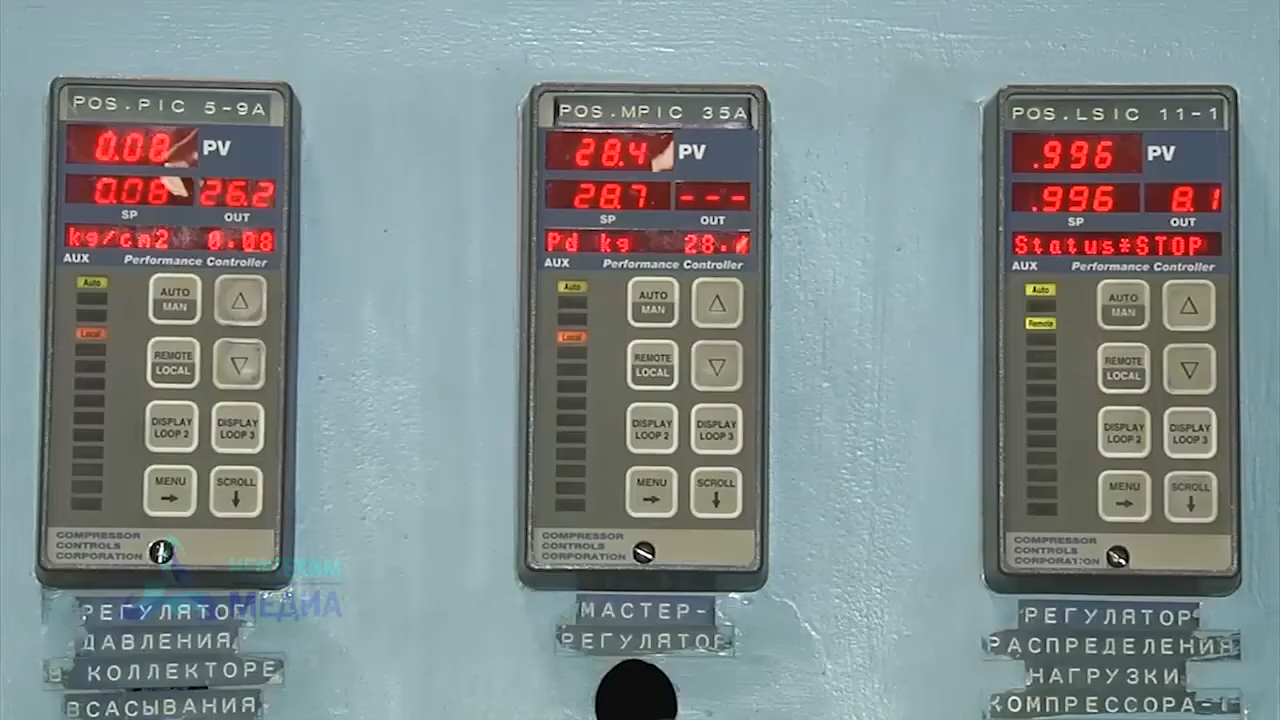 POS.PIC 5-9A
0.08 PV
0.08 26.2
SP OUT
kg/cm2 0.08
AUX Performance Controller
Auto
Local
AUTO
MAN
REMOTE
LOCAL
DISPLAY LOOP 2
DISPLAY LOOP 3
MENU
SCROLL
COMPRESSOR
CONTROLS
CORPORATION
РЕГУЛЯТОР
ДАВЛЕНИЯ
В КОЛЛЕКТОРЕ
ВСАСЫВАНИЯ
НЕФТЕХИМ
МЕДИА
POS.MPIC 35A
28.4 PV
28.7 ---
SP OUT
Pd kg
AUX Performance Controller
Auto
Local
AUTO
MAN
REMOTE
LOCAL
DISPLAY LOOP 2
DISPLAY LOOP 3
MENU
SCROLL
COMPRESSOR
CONTROLS
CORPORATION
МАСТЕР-
РЕГУЛЯТОР
POS.LSIC 11-1
.996 PV
.996 8.1
SP OUT
Status*STOP
AUX Performance Controller
Auto
Remote
AUTO
MAN
REMOTE
LOCAL
DISPLAY LOOP 2
DISPLAY LOOP 3
MENU
SCROLL
COMPRESSOR
CONTROLS
CORPORATION
РЕГУЛЯТОР
РАСПРЕДЕЛЕНИЯ
НАГРУЗКИ
КОМПРЕССОРА-1